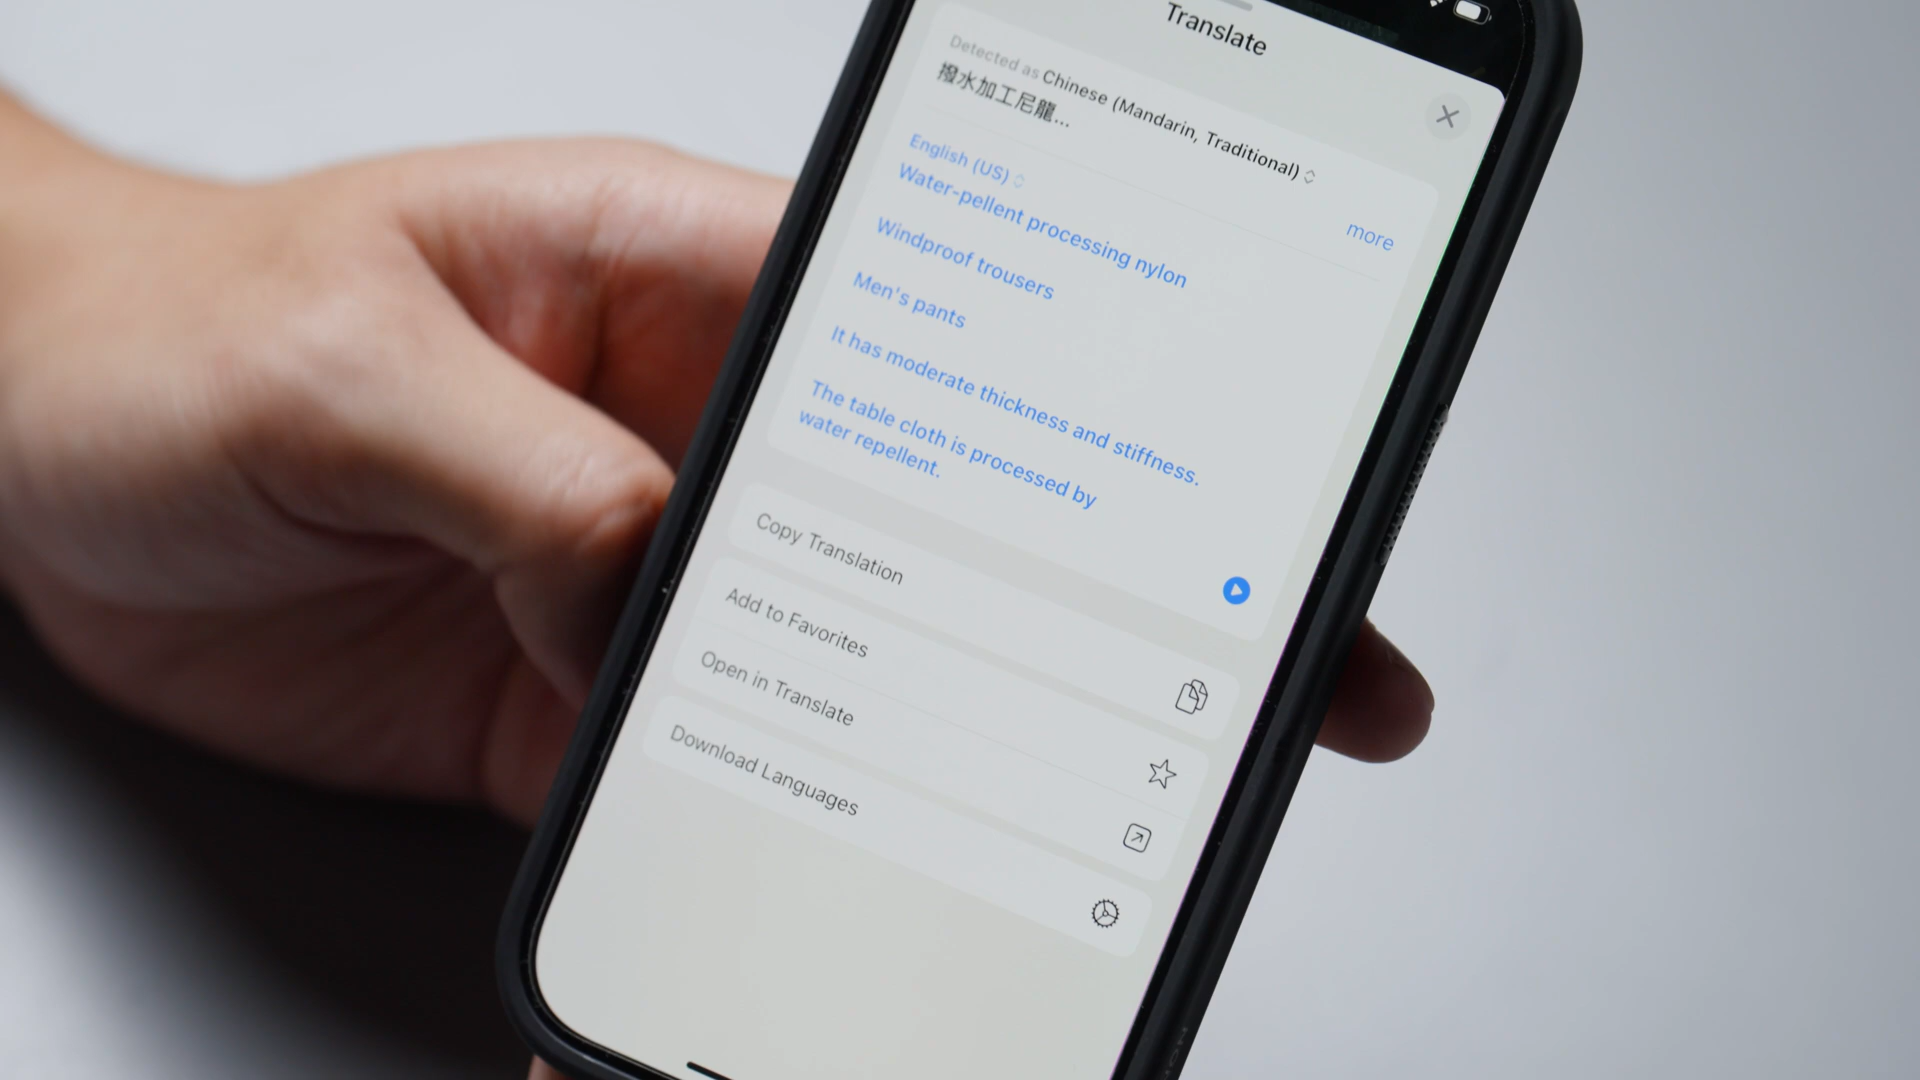 Translate
Detected as Chinese (Mandarin, Traditional)
撥水加工尼龍...
more
English (US)
Water-pellent processing nylon
Windproof trousers
Men's pants
It has moderate thickness and stiffness.
The table cloth is processed by
water repellent.
Copy Translation
Add to Favorites
Open in Translate
Download Languages